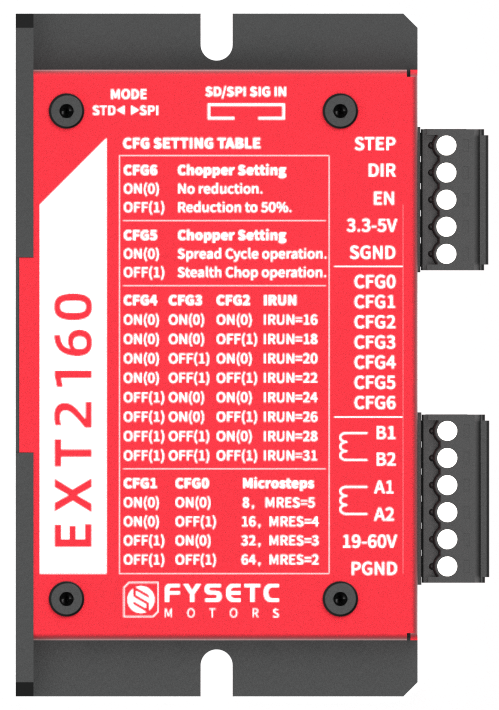 MODE
STD◀ ▶SPI
SD/SPI SIG IN
CFG SETTING TABLE
CFG6 Chopper Setting
ON(0) No reduction.
OFF(1) Reduction to 50%.
CFG5 Chopper Setting
ON(0) Spread Cycle operation.
OFF(1) Stealth Chop operation.
CFG4 CFG3 CFG2 IRUN
ON(0) ON(0) ON(0) IRUN=16
ON(0) ON(0) OFF(1) IRUN=18
ON(0) OFF(1) ON(0) IRUN=20
ON(0) OFF(1) OFF(1) IRUN=22
OFF(1) ON(0) ON(0) IRUN=24
OFF(1) ON(0) OFF(1) IRUN=26
OFF(1) OFF(1) ON(0) IRUN=28
OFF(1) OFF(1) OFF(1) IRUN=31
CFG1 CFG0 Microsteps
ON(0) ON(0) 8, MRES=5
ON(0) OFF(1) 16, MRES=4
OFF(1) ON(0) 32, MRES=3
OFF(1) OFF(1) 64, MRES=2
STEP
DIR
EN
3.3-5V
SGND
CFG0
CFG1
CFG2
CFG3
CFG4
CFG5
CFG6
B1
B2
A1
A2
19-60V
PGND
EXT2160
FYSETC
MOTORS